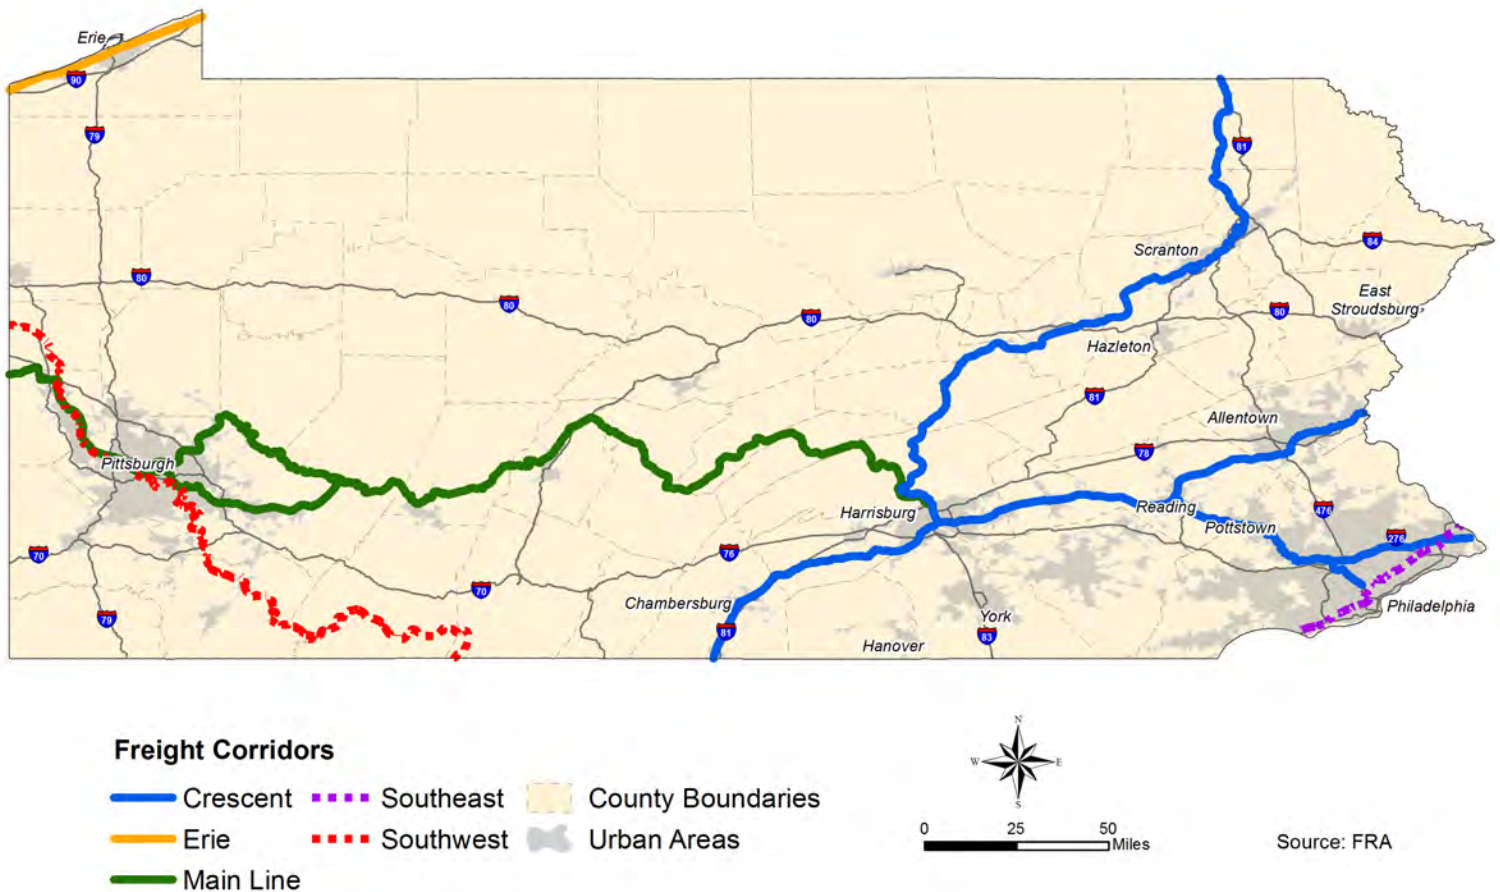 Erie
90
79
81
Scranton
84
80
80
80
East
Stroudsburg
80
Hazleton
81
Allentown
78
Pittsburgh
Harrisburg
Reading
Pottstown
476
276
70
76
70
Chambersburg
Philadelphia
79
81
York
83
Hanover
Freight Corridors
Crescent
Southeast
County Boundaries
Erie
Southwest
Urban Areas
Main Line
N
W
E
S
0 25 50
Miles
Source: FRA